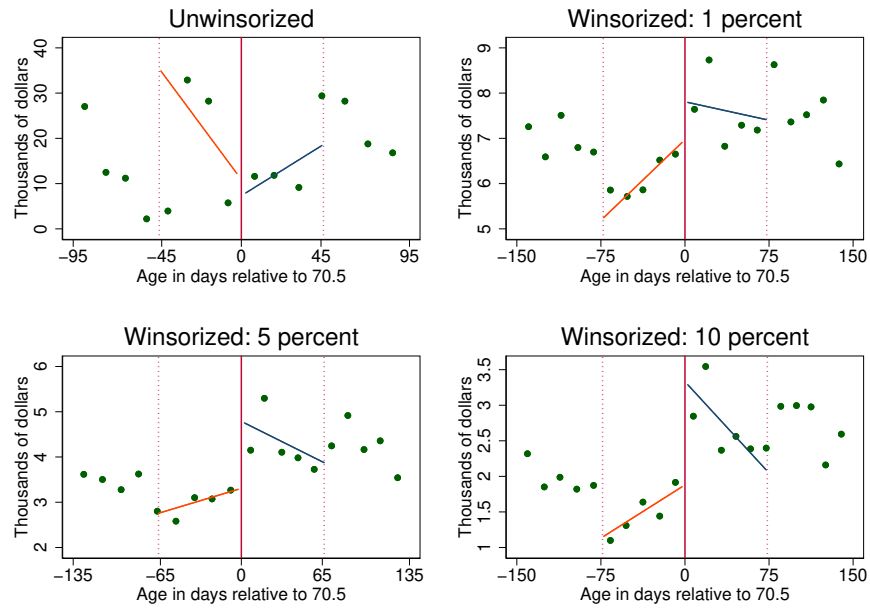 Unwinsorized
Thousands of dollars
40
30
20
10
0
−95 −45 0 45 95
Age in days relative to 70.5
Winsorized: 1 percent
Thousands of dollars
9
8
7
6
5
−150 −75 0 75 150
Age in days relative to 70.5
Winsorized: 5 percent
Thousands of dollars
6
5
4
3
2
−135 −65 0 65 135
Age in days relative to 70.5
Winsorized: 10 percent
Thousands of dollars
3.5
3
2.5
2
1.5
1
−150 −75 0 75 150
Age in days relative to 70.5